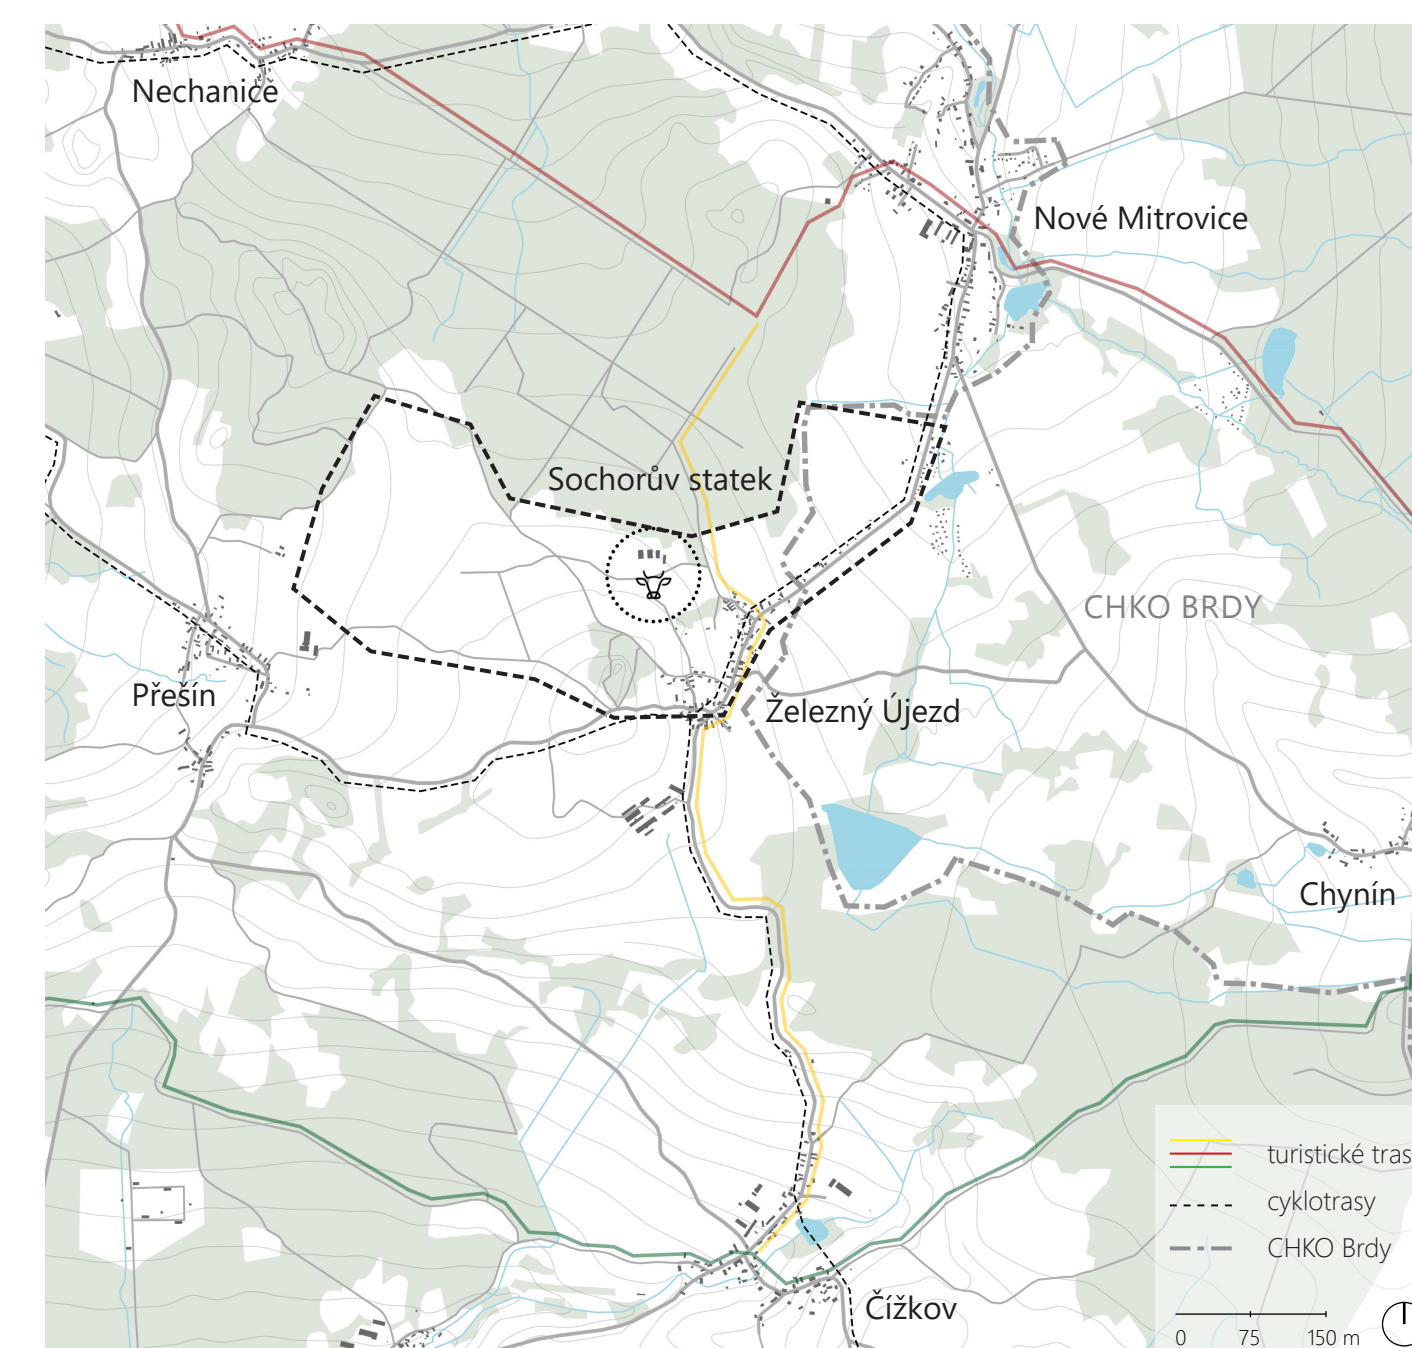 Nechanice
Nové Mitrovice
Sochorův statek
CHKO BRDY
Přešín
Železný Újezd
Chynín
turistické tras
cyklotrasy
CHKO Brdy
Čížkov
0 75 150 m